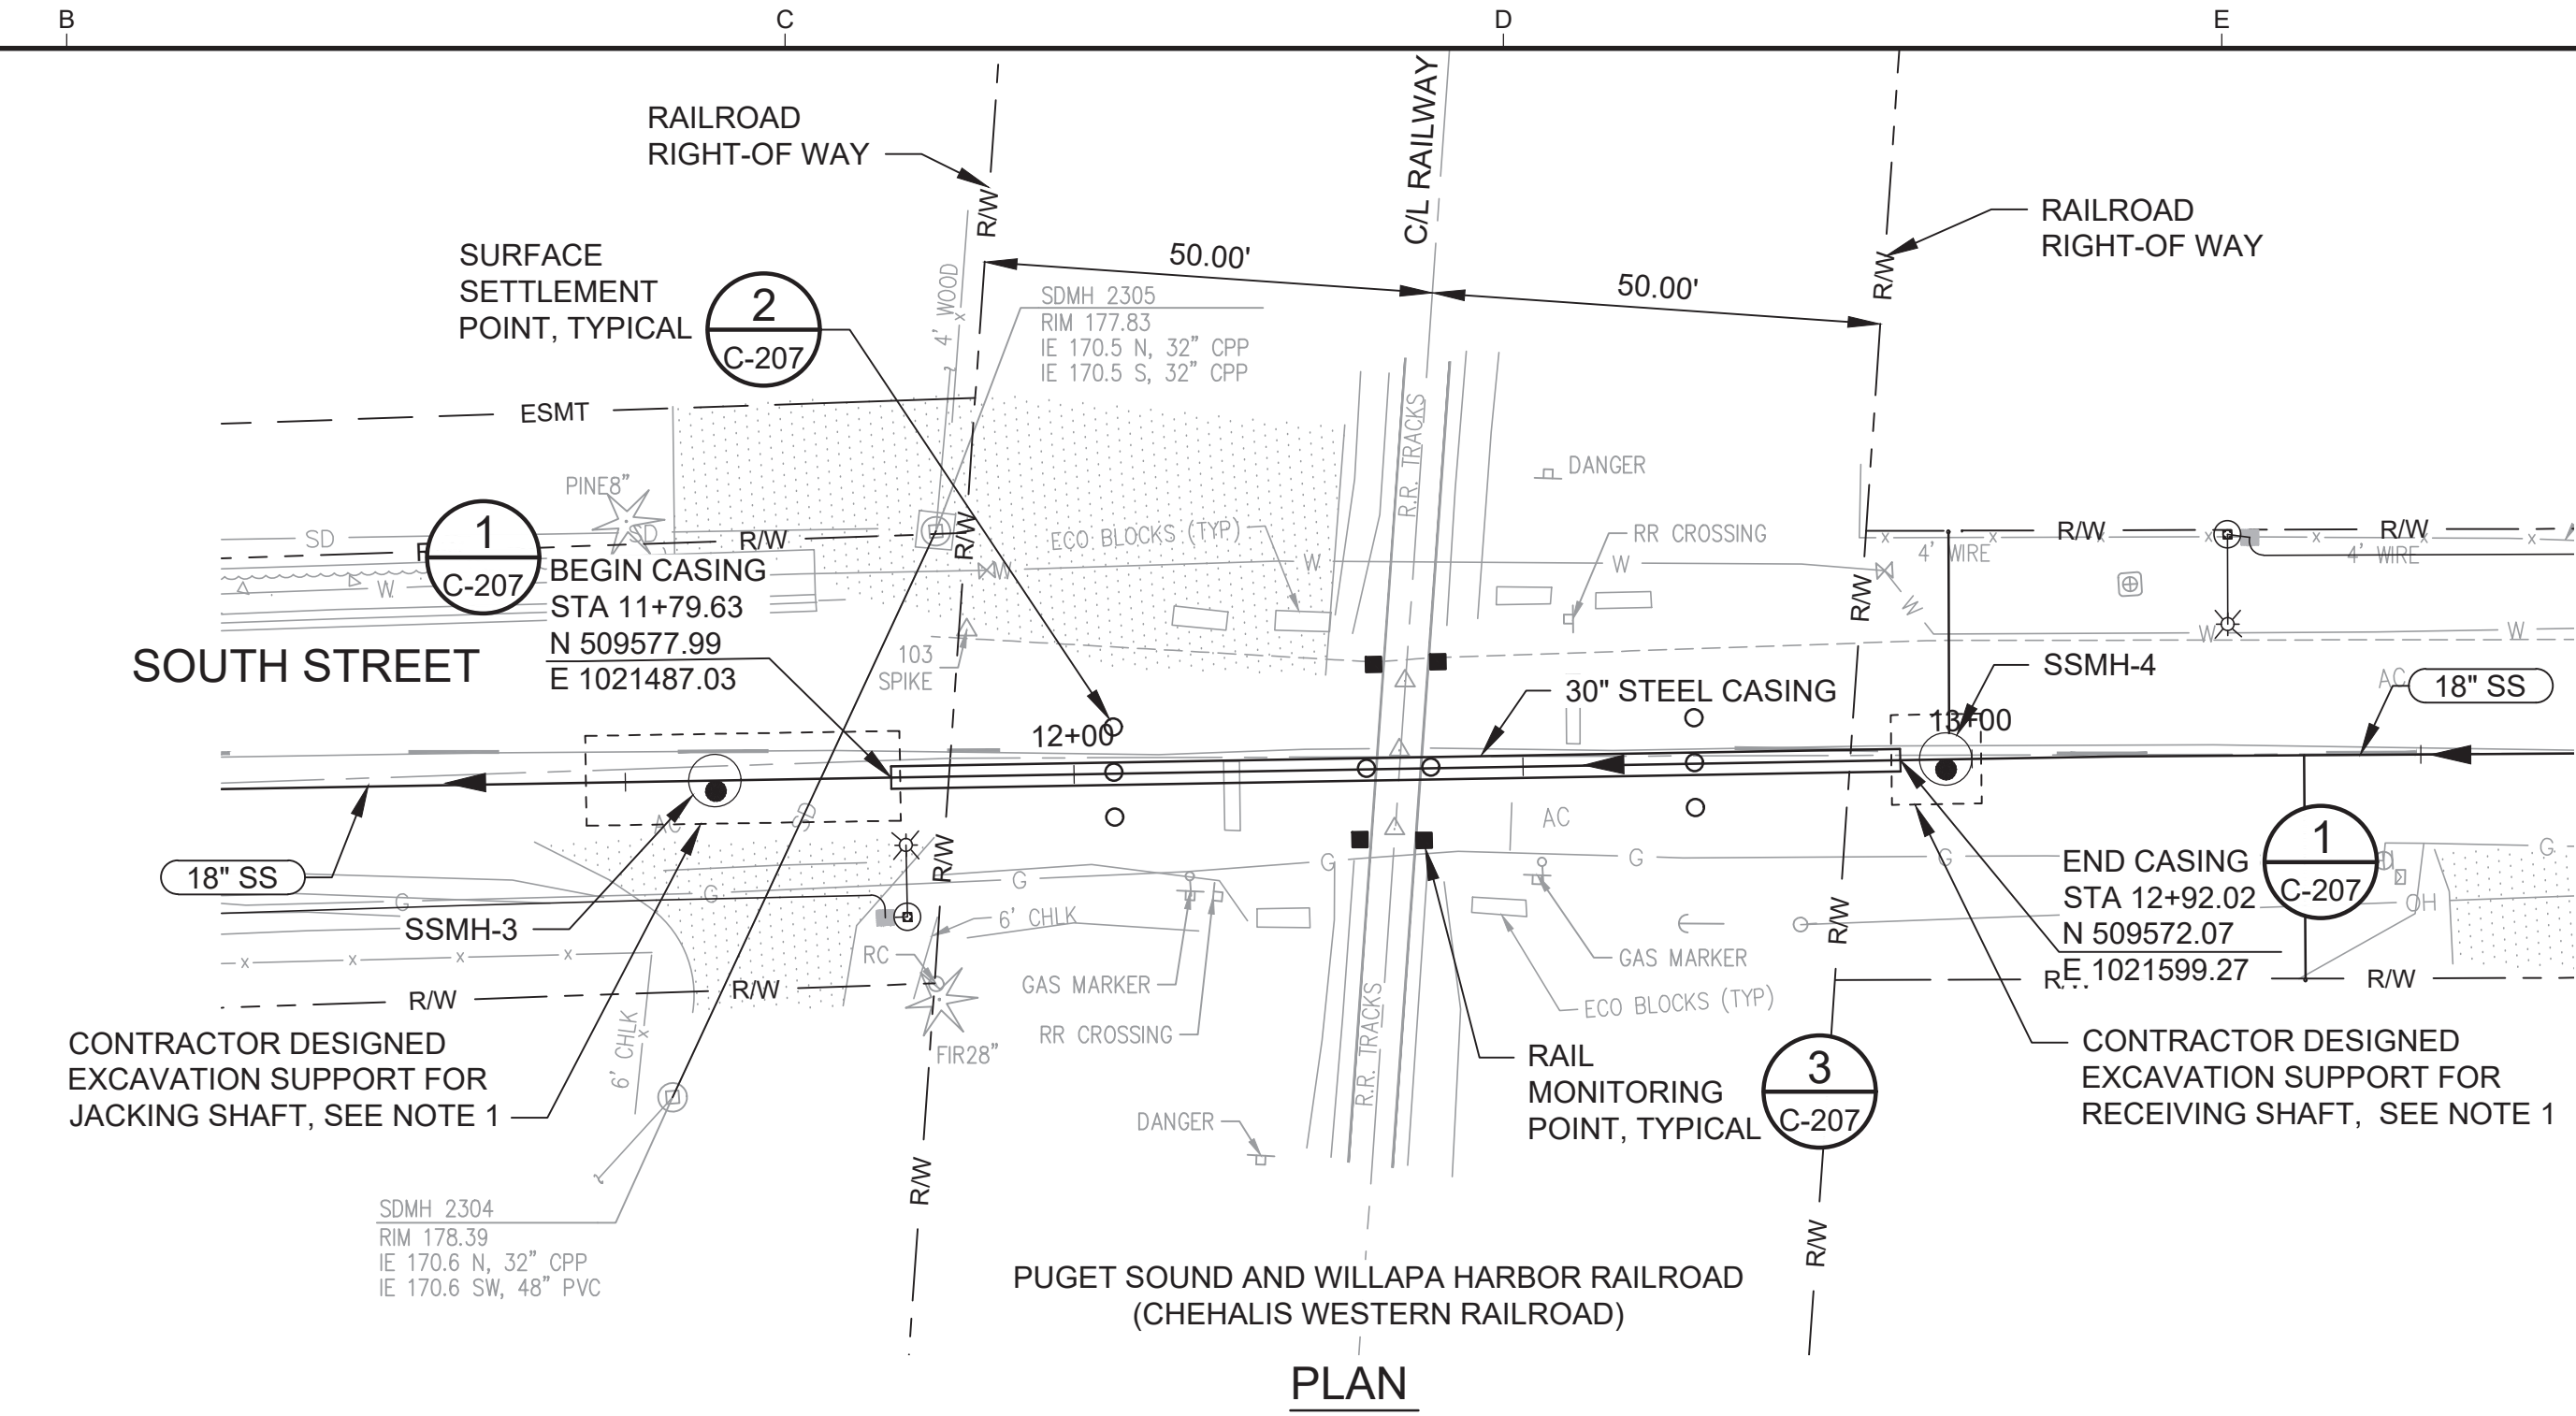 B
C
D
E
RAILROAD
RIGHT-OF WAY
R/W
C/L RAILWAY
R/W
RAILROAD
RIGHT-OF WAY
50.00'
50.00'
SURFACE
SETTLEMENT
POINT, TYPICAL
2
C-207
4' WOOD
x
SDMH 2305
RIM 177.83
IE 170.5 N, 32" CPP
IE 170.5 S, 32" CPP
ESMT
R.R. TRACKS
DANGER
PINE8"
SD
SD
R/W
R/W
1
C-207
ECO BLOCKS (TYP)
RR CROSSING
W
W
W
W
x
4' WIRE
R/W
x
x
R/W
4' WIRE
x
x
W
BEGIN CASING
STA 11+79.63
N 509577.99
E 1021487.03
R/W
W
W
W
SOUTH STREET
103
SPIKE
30" STEEL CASING
SSMH-4
AC
18" SS
12+00
13+00
18" SS
AC
SD
AC
R/W
G
G
G
G
G
G
G
SSMH-3
6' CHLK
RC
GAS MARKER
RR CROSSING
GAS MARKER
ECO BLOCKS (TYP)
R/W
END CASING
STA 12+92.02
N 509572.07
E 1021599.27
1
C-207
OH
x
x
x
x
R/W
R/W
R/W
CONTRACTOR DESIGNED
EXCAVATION SUPPORT FOR
JACKING SHAFT, SEE NOTE 1
6' CHLK
x
FIR28"
R.R. TRACKS
DANGER
RAIL
MONITORING
POINT, TYPICAL
3
C-207
CONTRACTOR DESIGNED
EXCAVATION SUPPORT FOR
RECEIVING SHAFT, SEE NOTE 1
R/W
R/W
SDMH 2304
RIM 178.39
IE 170.6 N, 32" CPP
IE 170.6 SW, 48" PVC
PUGET SOUND AND WILLAPA HARBOR RAILROAD
(CHEHALIS WESTERN RAILROAD)
PLAN